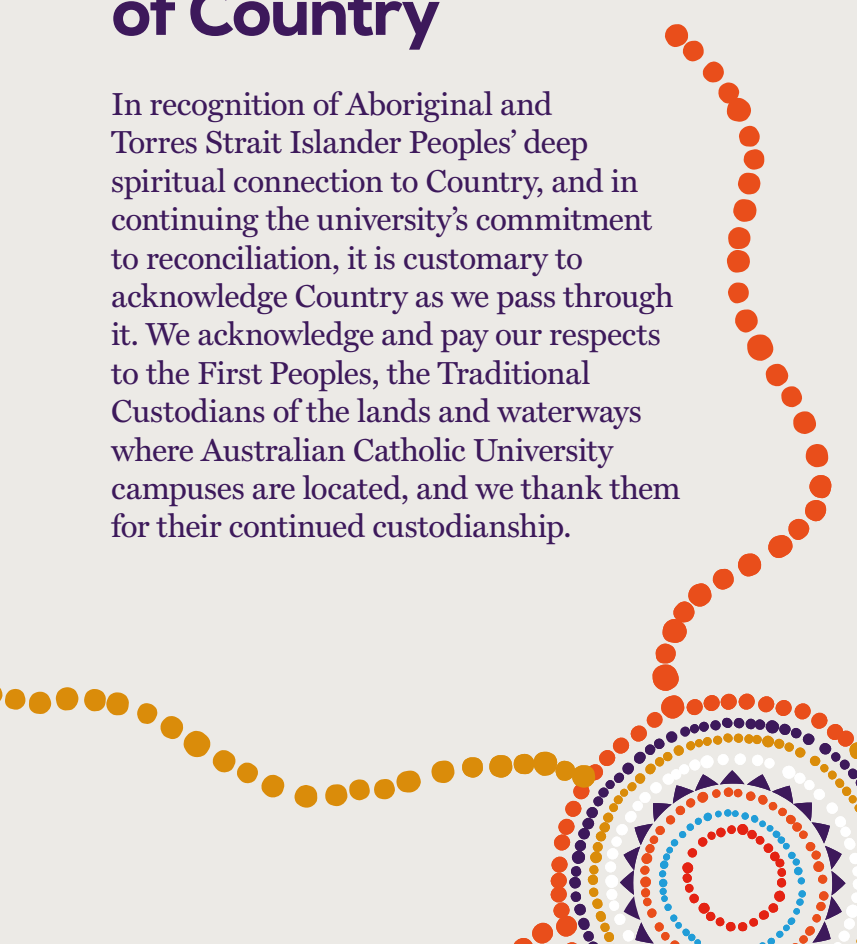 of Country
In recognition of Aboriginal and
Torres Strait Islander Peoples’ deep
spiritual connection to Country, and in
continuing the university’s commitment
to reconciliation, it is customary to
acknowledge Country as we pass through
it. We acknowledge and pay our respects
to the First Peoples, the Traditional
Custodians of the lands and waterways
where Australian Catholic University
campuses are located, and we thank them
for their continued custodianship.